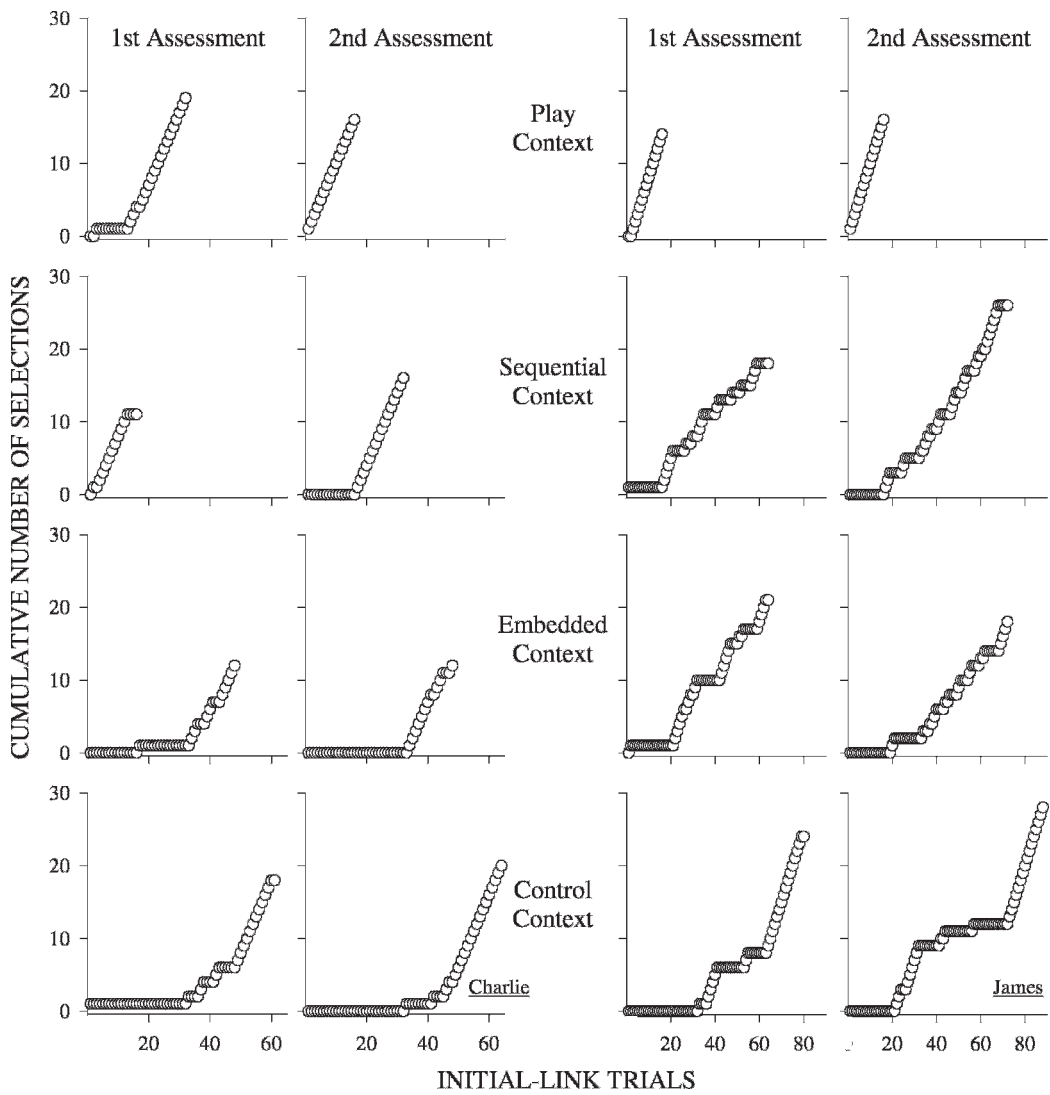 1st Assessment
2nd Assessment
1st Assessment
2nd Assessment
30
20
10
0
Play
Context
30
20
10
0
Sequential
Context
30
20
10
0
Embedded
Context
30
20
10
0
Control
Context
Charlie
James
20 40 60
20 40 60
20 40 60 80
20 40 60 80
CUMULATIVE NUMBER OF SELECTIONS
INITIAL-LINK TRIALS